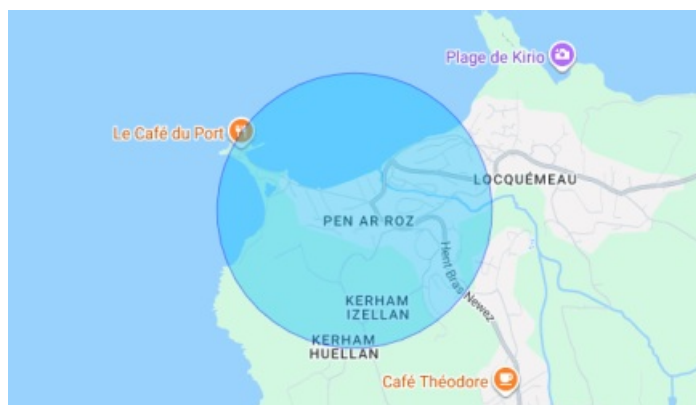 Plage de Kirio
Le Café du Port
LOCQUÉMEAU
PEN AR ROZ
Hent Bras Newez
KERHAM
IZELLAN
KERHAM
HUELLAN
Café Théodore